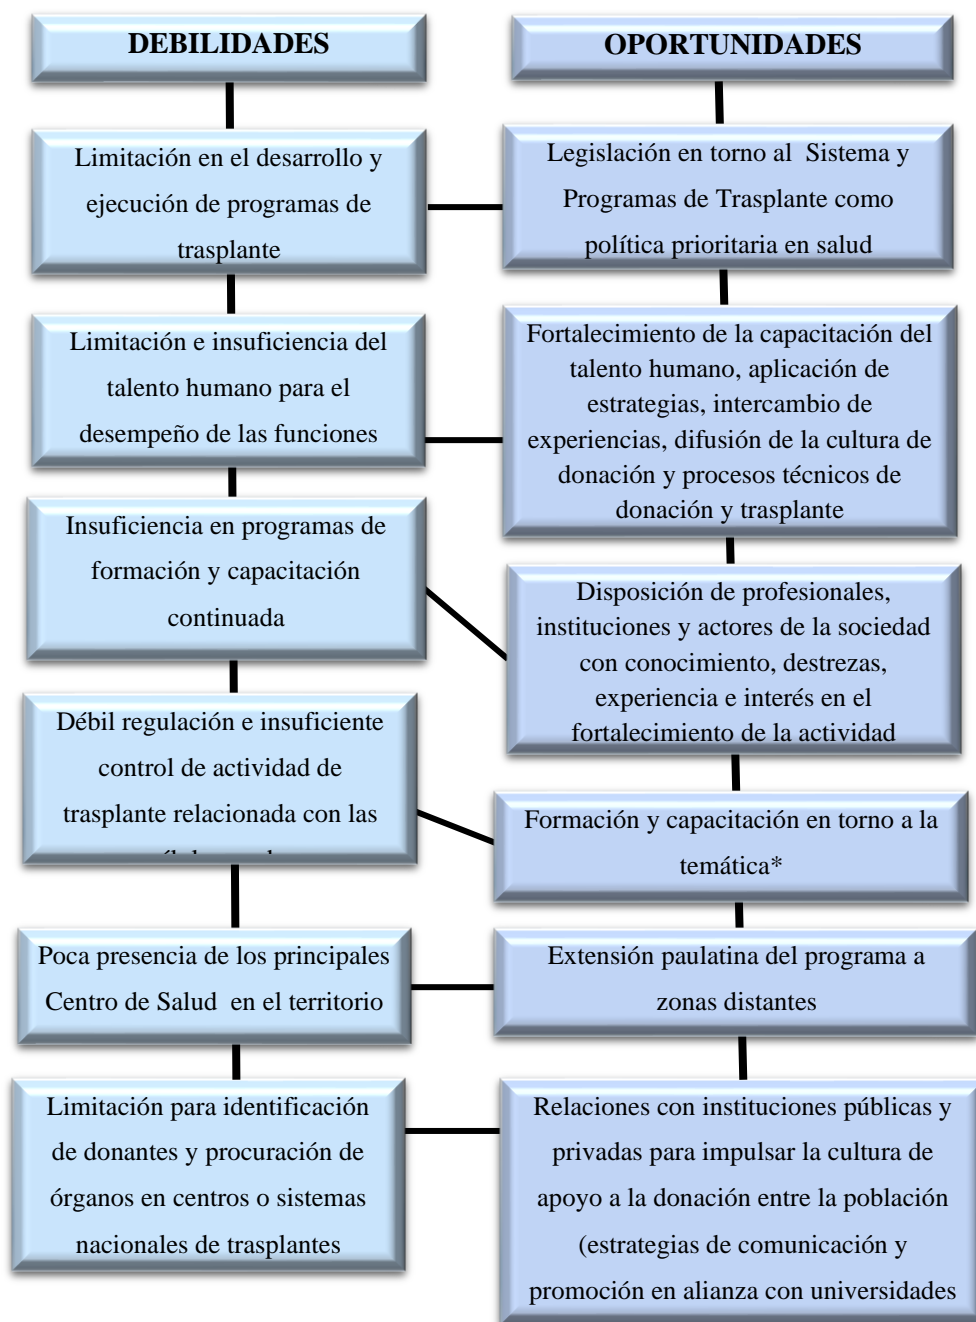 DEBILIDADES
Limitación en el desarrollo y
ejecución de programas de
trasplante
Limitación e insuficiencia del
talento humano para el
desempeño de las funciones
Insuficiencia en programas de
formación y capacitación
continuada
Débil regulación e insuficiente
control de actividad de
trasplante relacionada con las
Poca presencia de los principales
Centro de Salud en el territorio
Limitación para identificación
de donantes y procuración de
órganos en centros o sistemas
nacionales de trasplantes
OPORTUNIDADES
Legislación en torno al Sistema y
Programas de Trasplante como
política prioritaria en salud
Fortalecimiento de la capacitación del
talento humano, aplicación de
estrategias, intercambio de
experiencias, difusión de la cultura de
donación y procesos técnicos de
donación y trasplante
Disposición de profesionales,
instituciones y actores de la sociedad
con conocimiento, destrezas,
experiencia e interés en el
fortalecimiento de la actividad
Formación y capacitación en torno a la
temática*
Extensión paulatina del programa a
zonas distantes
Relaciones con instituciones públicas y
privadas para impulsar la cultura de
apoyo a la donación entre la población
(estrategias de comunicación y
promoción en alianza con universidades